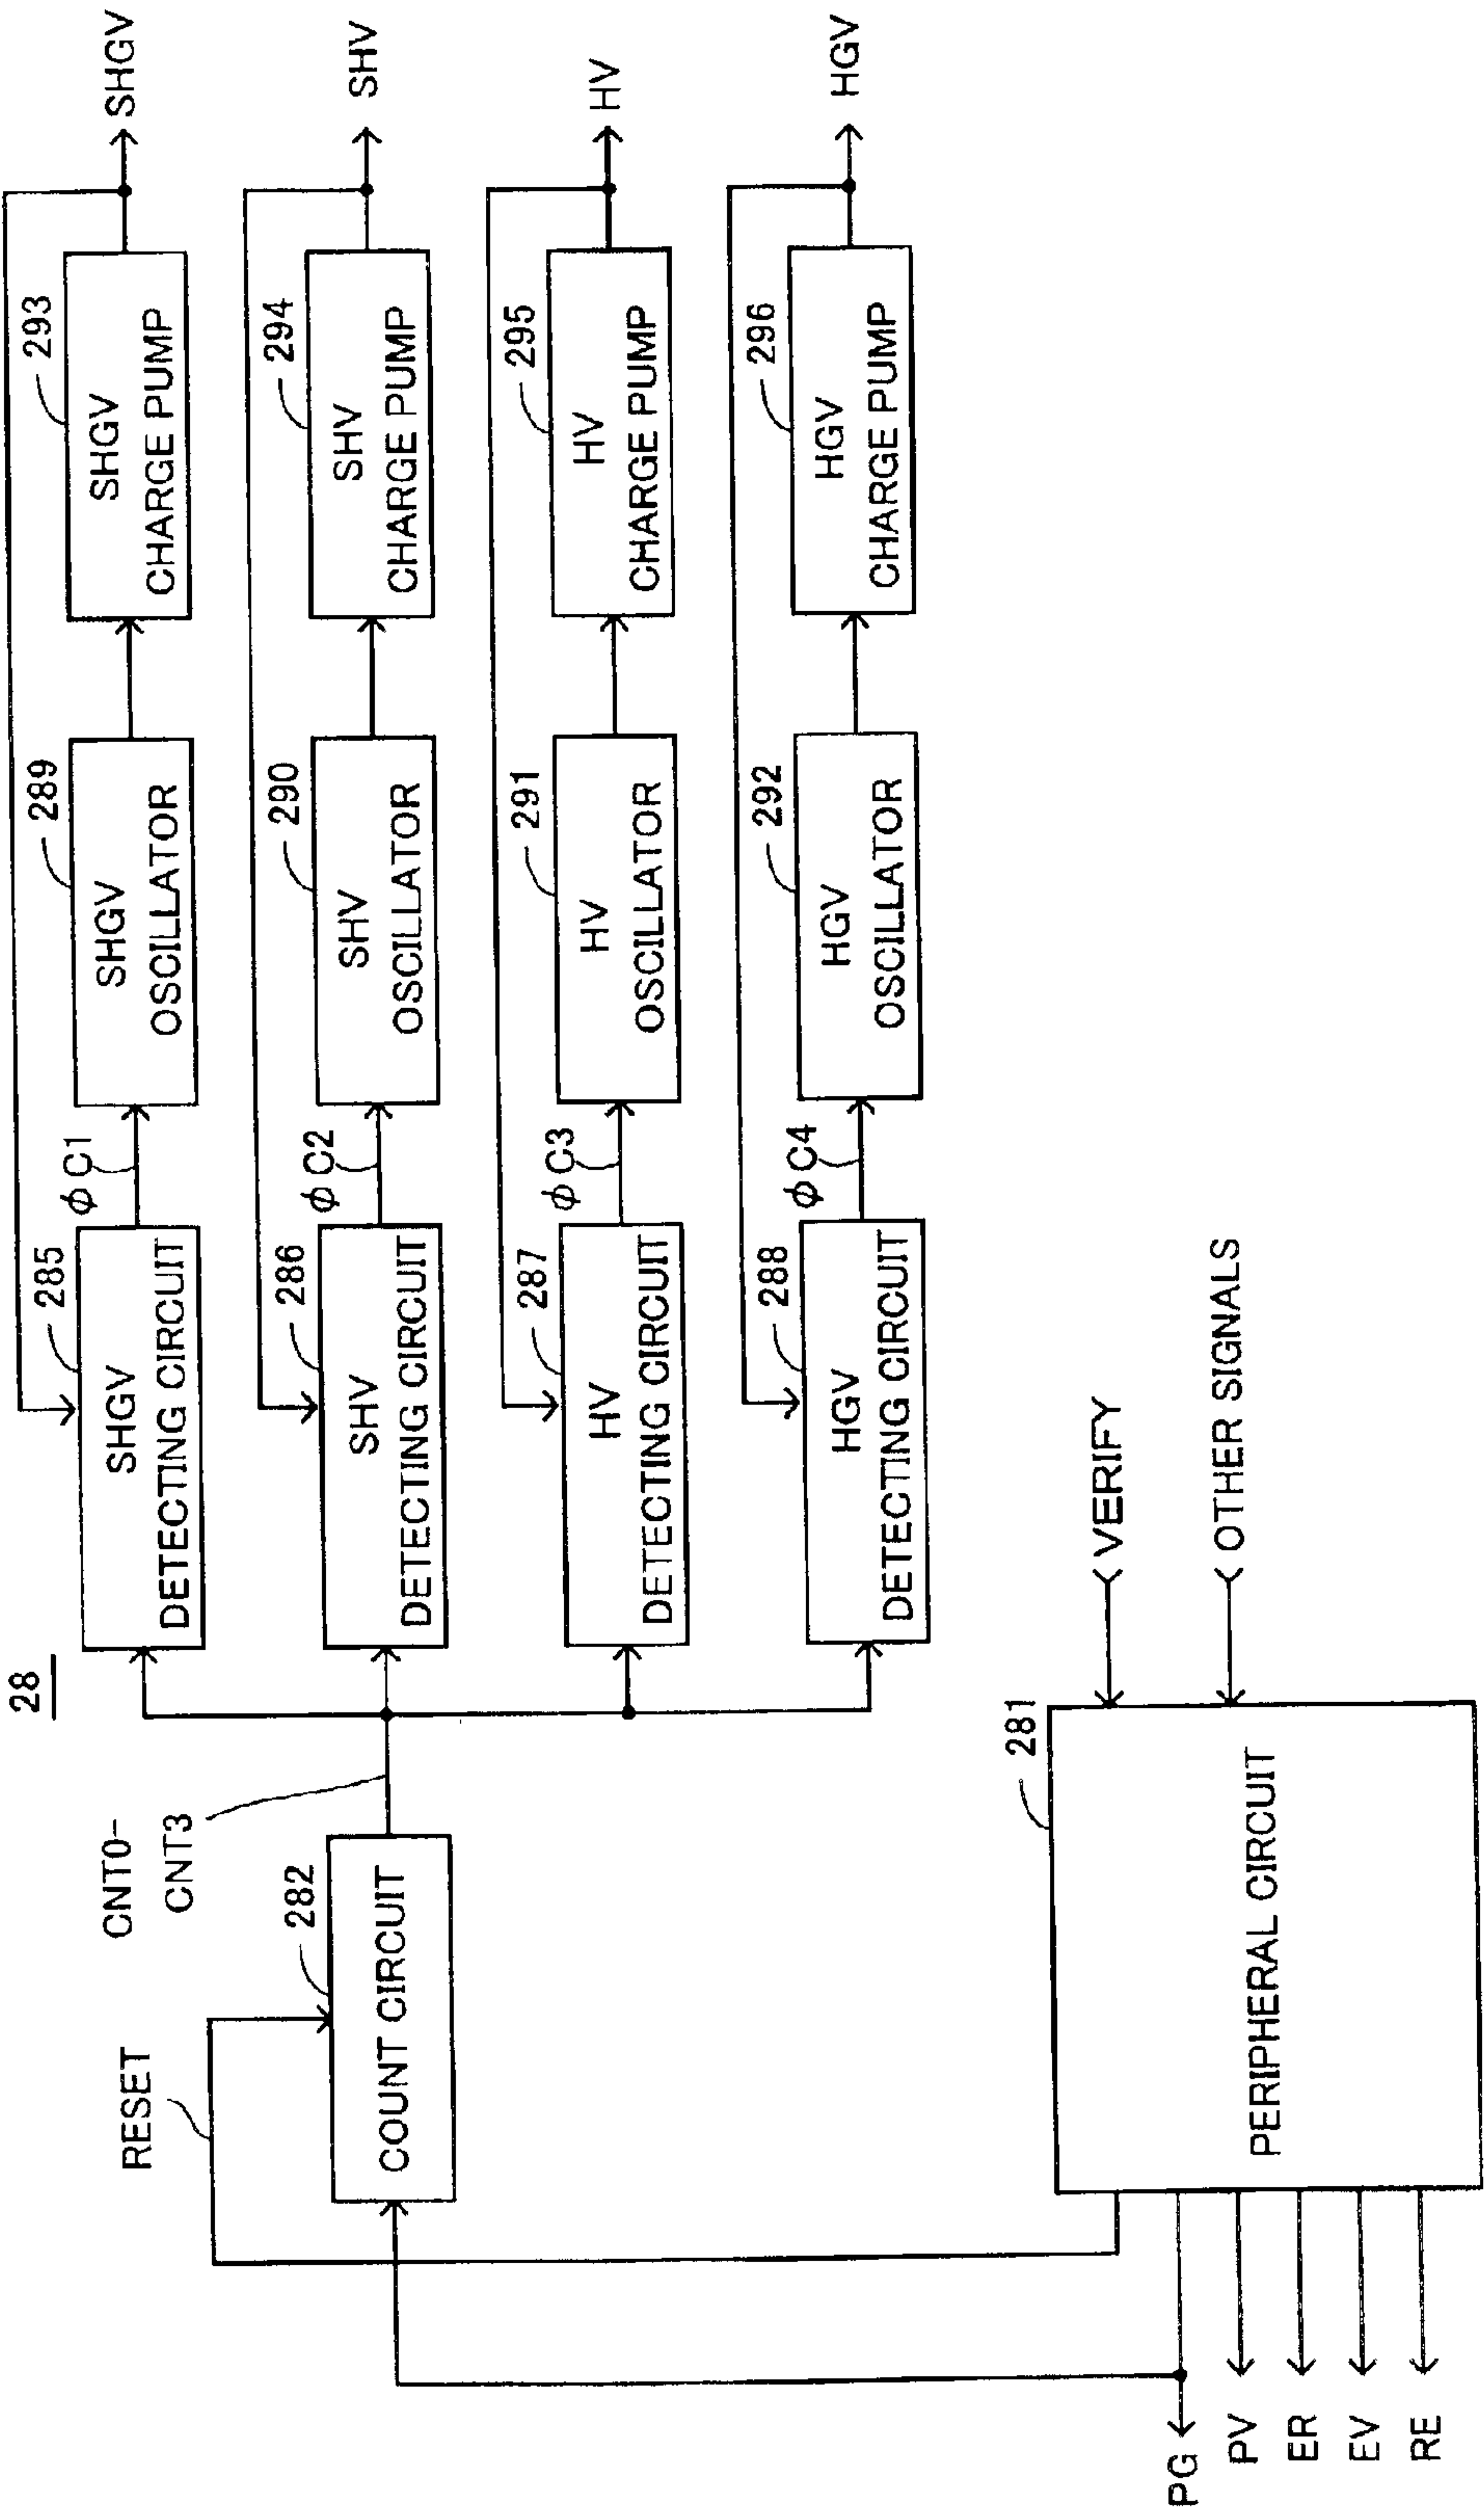 28
RESET
282
COUNT CIRCUIT
CNT0-
CNT3
285
SHGV
DETECTING CIRCUIT
φC1
289
SHGV
OSCILLATOR
293
SHGV
CHARGE PUMP
SHGV
286
SHV
DETECTING CIRCUIT
φC2
290
SHV
OSCILLATOR
294
SHV
CHARGE PUMP
SHV
287
HV
DETECTING CIRCUIT
φC3
291
HV
OSCILLATOR
295
HV
CHARGE PUMP
HV
288
HGV
DETECTING CIRCUIT
φC4
292
HGV
OSCILLATOR
296
HGV
CHARGE PUMP
HGV
281
PERIPHERAL CIRCUIT
VERIFY
OTHER SIGNALS
PG
PV
ER
EV
RE